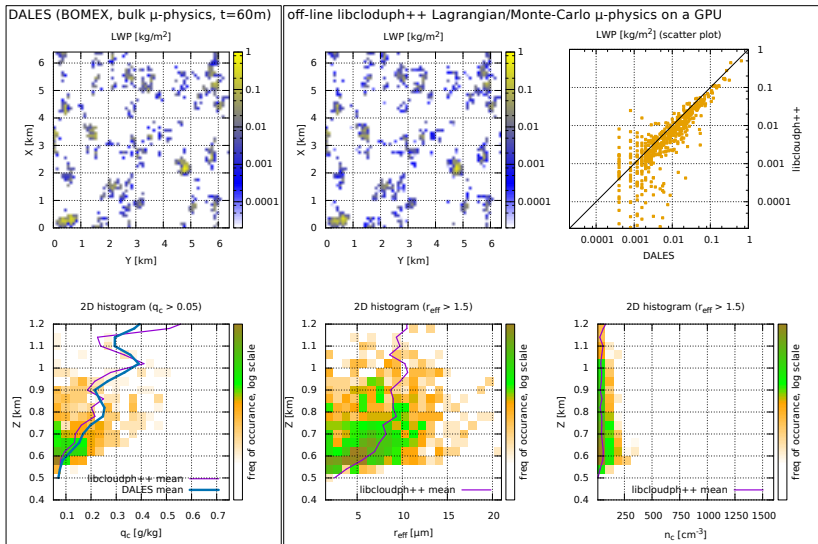 DALES (BOMEX, bulk μ-physics, t=60m)
off-line libcloduph++ Lagrangian/Monte-Carlo μ-physics on a GPU
LWP [kg/m2]
6
5
4
3
2
1
0
X [km]
0 1 2 3 4 5 6
Y [km]
1
0.1
0.01
0.001
0.0001
LWP [kg/m2]
6
5
4
3
2
1
0
X [km]
0 1 2 3 4 5 6
Y [km]
1
0.1
0.01
0.001
0.0001
LWP [kg/m2] (scatter plot)
1
0.1
0.01
0.001
0.0001
libcloudph++
0.0001 0.001 0.01 0.1 1
DALES
2D histogram (qc > 0.05)
1.2
1.1
1
0.9
0.8
0.7
0.6
0.5
0.4
Z [km]
libcloudph++ mean
DALES mean
0.1 0.2 0.3 0.4 0.5 0.6 0.7
qc [g/kg]
freq of occurance, log sclale
2D histogram (reff > 1.5)
1.2
1.1
1
0.9
0.8
0.7
0.6
0.5
0.4
Z [km]
libcloudph++ mean
5 10 15 20
reff [μm]
freq of occurance, log sclale
2D histogram (reff > 1.5)
1.2
1.1
1
0.9
0.8
0.7
0.6
0.5
0.4
Z [km]
libcloudph++ mean
250 500 750 1000 1250 1500
nc [cm-3]
freq of occurance, log sclale